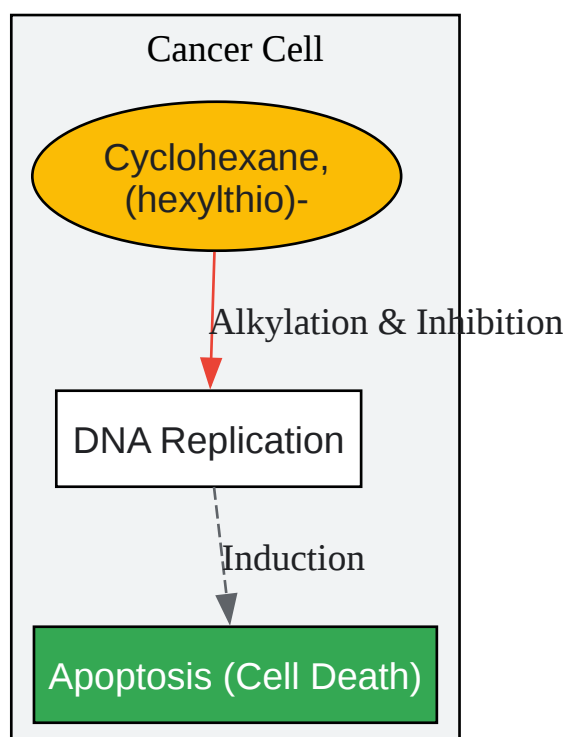 Cancer Cell
Cyclohexane,
(hexylthio)-
Alkylation & Inhibition
DNA Replication
Induction
Apoptosis (Cell Death)